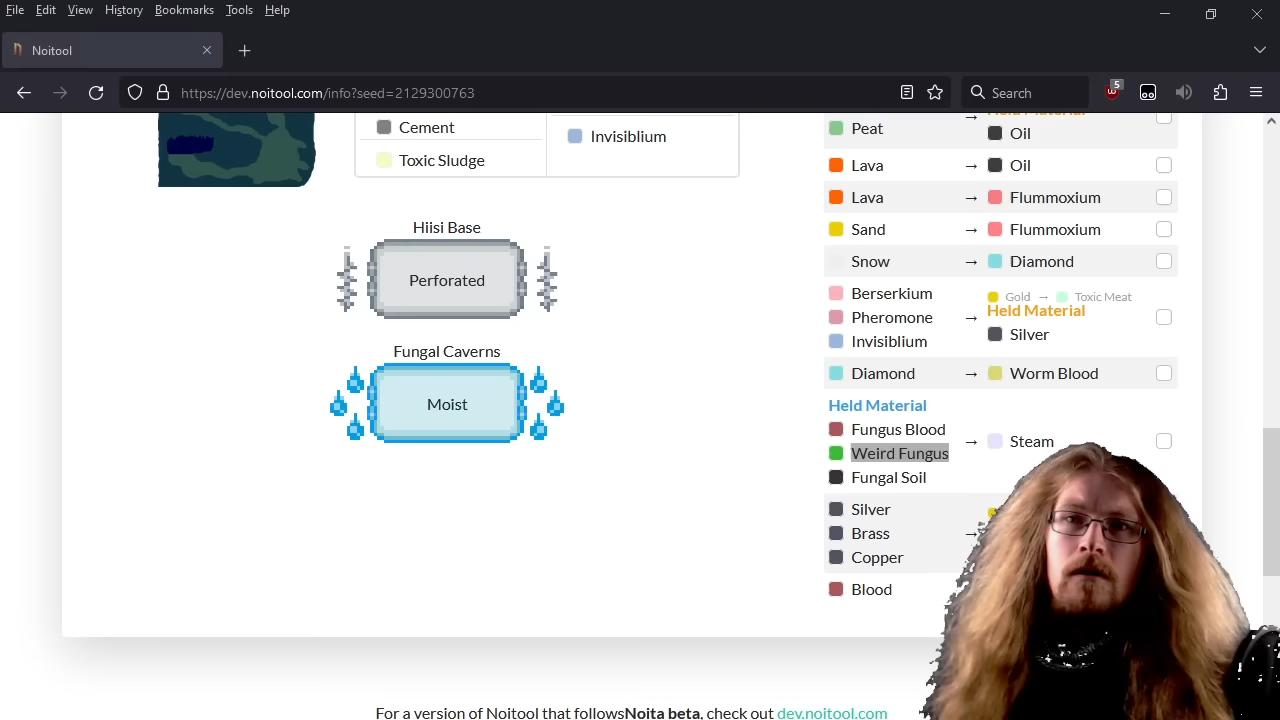 File Edit View History Bookmarks Tools Help
Noitool
https://dev.noitool.com/info?seed=2129300763
Search
5
Cement
Toxic Sludge
Invisiblium
Hiisi Base
Perforated
Fungal Caverns
Moist
Peat →
Oil
Lava → Oil
Lava → Flummoxium
Sand → Flummoxium
Snow → Diamond
Berserkium
Pheromone
Invisiblium
→
Gold → Toxic Meat
Held Material
Silver
Diamond → Worm Blood
Held Material
Fungus Blood
Weird Fungus
Fungal Soil
→ Steam
Silver
Brass →
Copper
Blood
For a version of Noitool that followsNoita beta, check out dev.noitool.com